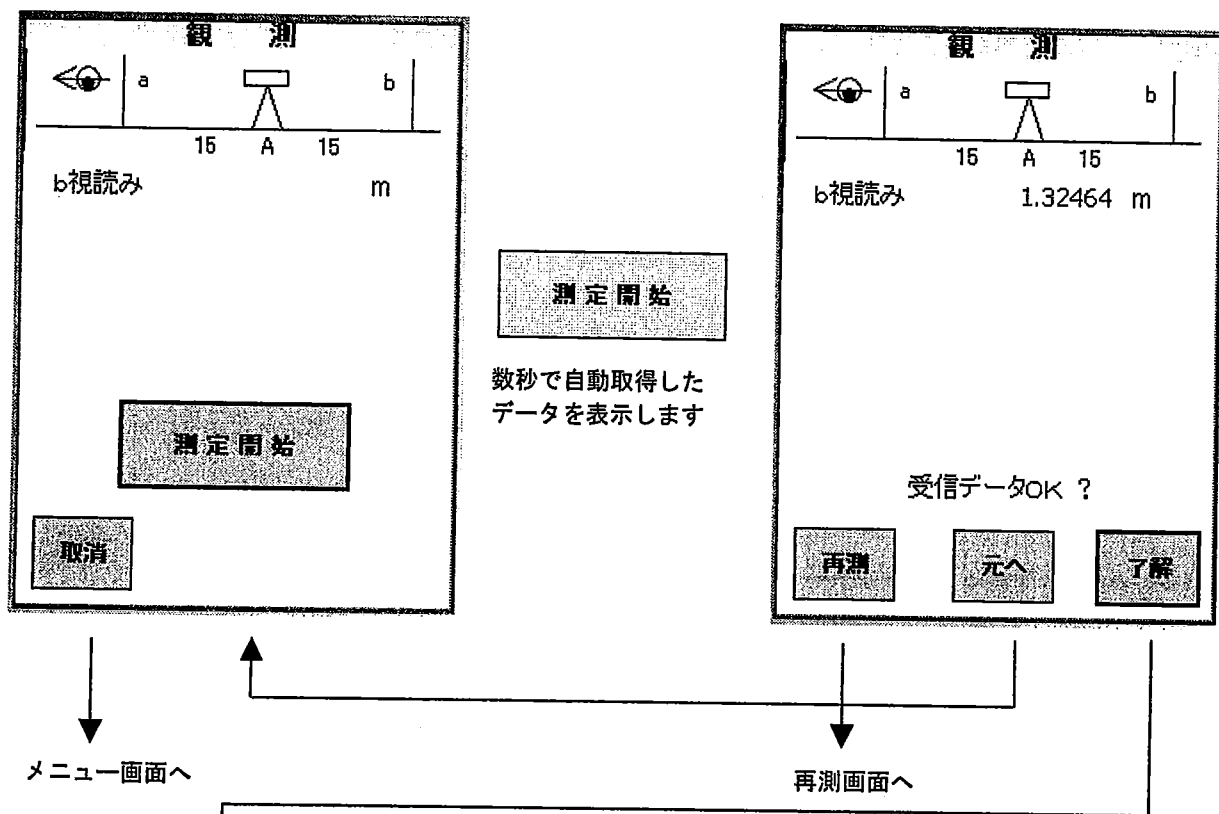 観 測
a
b
15 A 15
b視読み m
測定開始
取消
測定開始
数秒で自動取得した
データを表示します
観 測
a
b
15 A 15
b視読み 1.32464 m
受信データOK ?
再測 元へ 了解
メニュー画面へ
再測画面へ